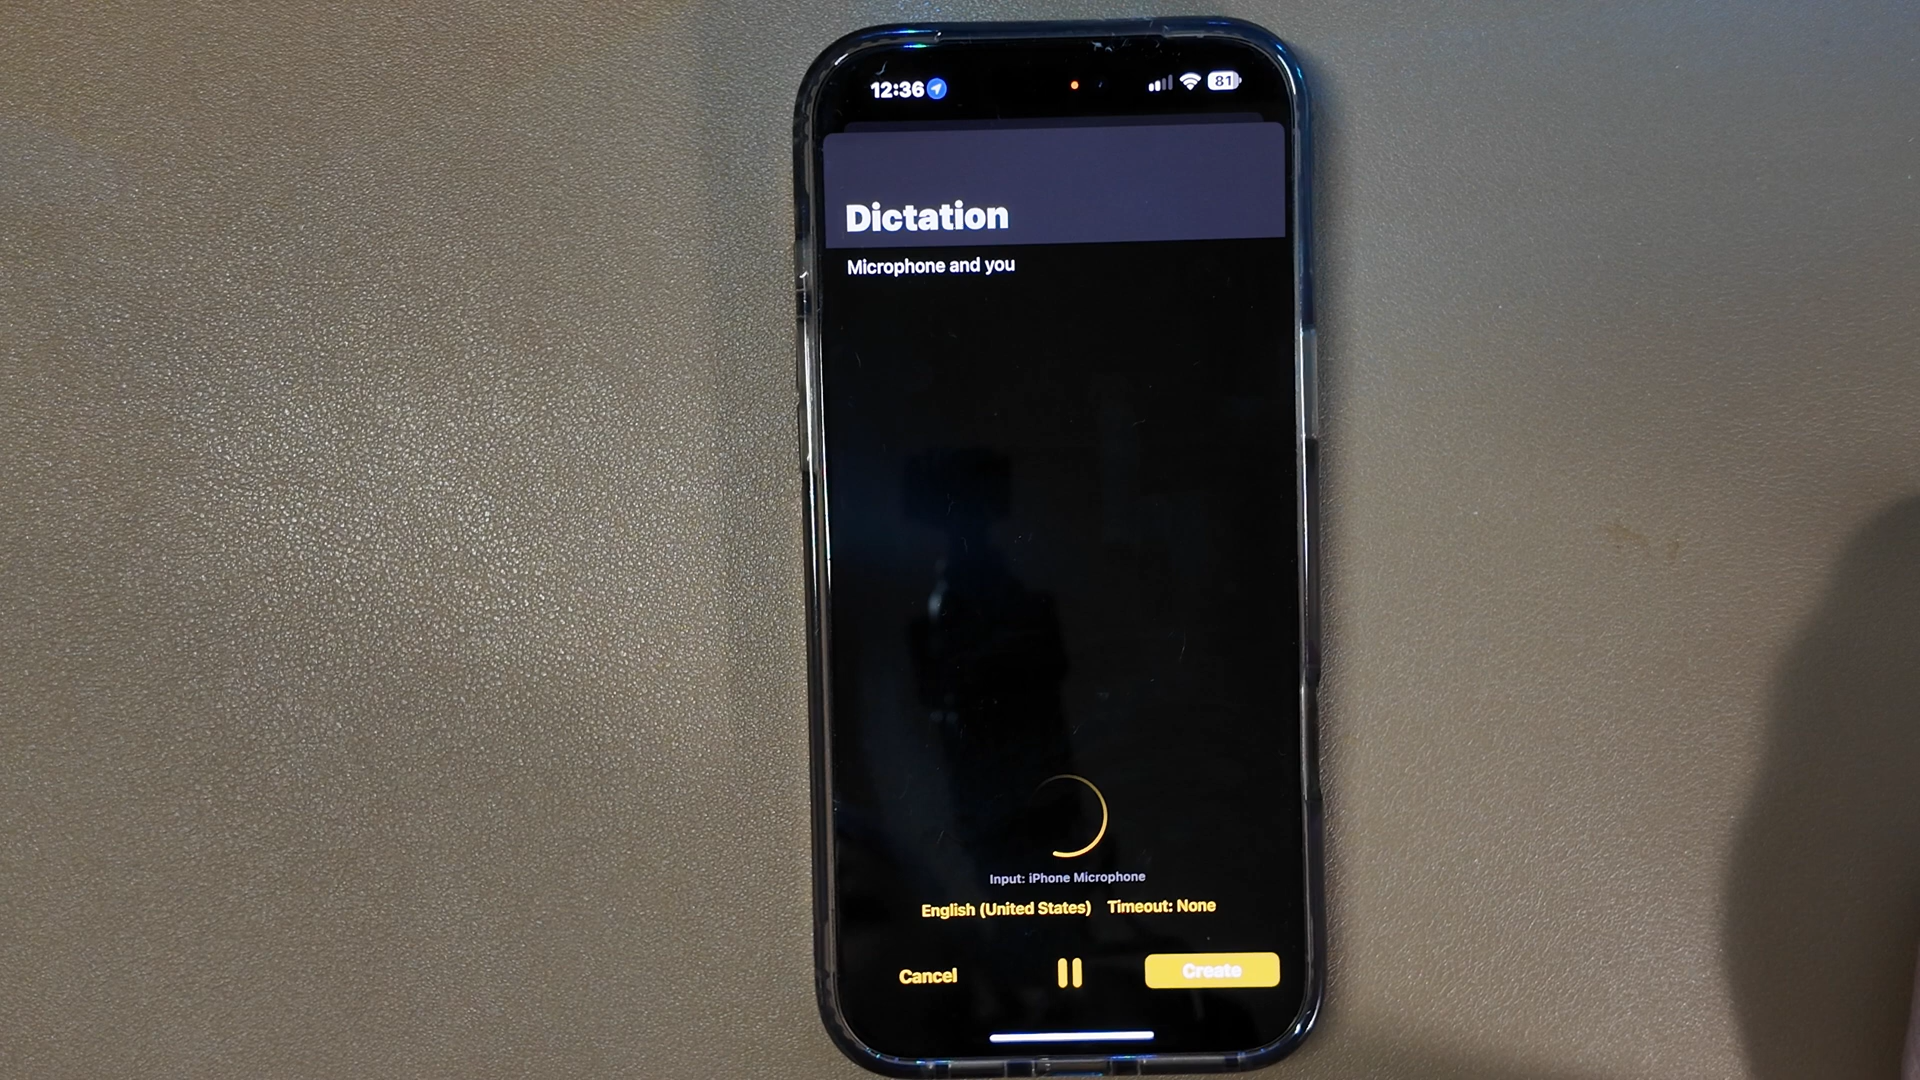 12:36
81
Dictation
Microphone and you
Input: iPhone Microphone
English (United States) Timeout: None
Cancel
Create